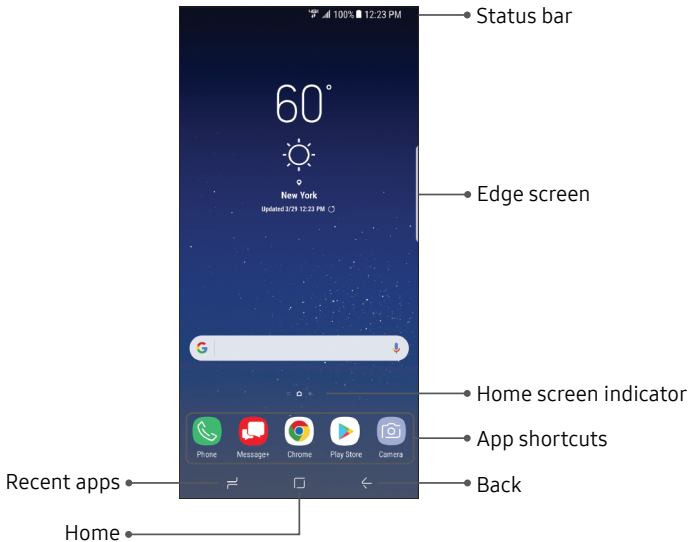 100% 12:23 PM
Status bar
60°
New York
Updated 3/29 12:23 PM
Edge screen
G
Home screen indicator
App shortcuts
Phone Message+ Chrome Play Store Camera
Recent apps
Back
Home